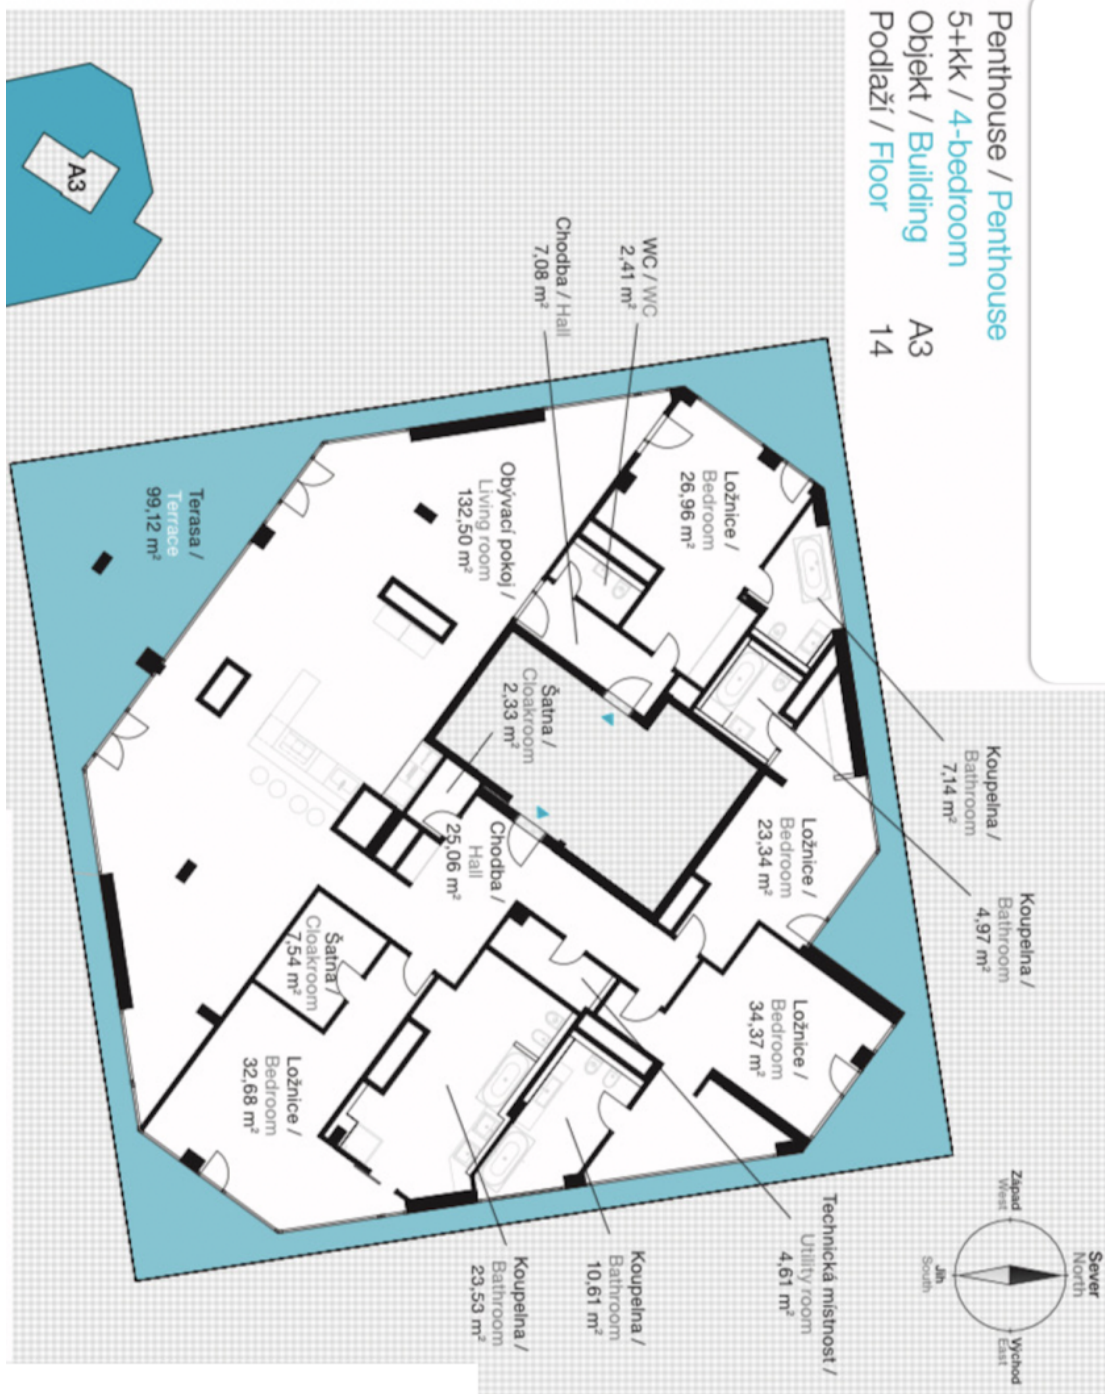 Penthouse / Penthouse
5+kk / 4-bedroom
Objekt / Building A3
Podlaží / Floor 14
A3
WC / WC
2,41 m²
Chodba / Hall
7,08 m²
Koupelna /
Bathroom
7,14 m²
Koupelna /
Bathroom
4,97 m²
Ložnice /
Bedroom
26,96 m²
Obývací pokoj /
Living room
132,50 m²
Terasa /
Terrace
99,12 m²
Šatna /
Cloakroom
2,33 m²
Ložnice /
Bedroom
23,34 m²
Chodba /
Hall
25,06 m²
Šatna /
Cloakroom
7,54 m²
Ložnice /
Bedroom
34,37 m²
Ložnice /
Bedroom
32,68 m²
Technická místnost /
Utility room
4,61 m²
Koupelna /
Bathroom
10,61 m²
Koupelna /
Bathroom
23,53 m²
Sever
North
Západ
West
Východ
East
Jih
South